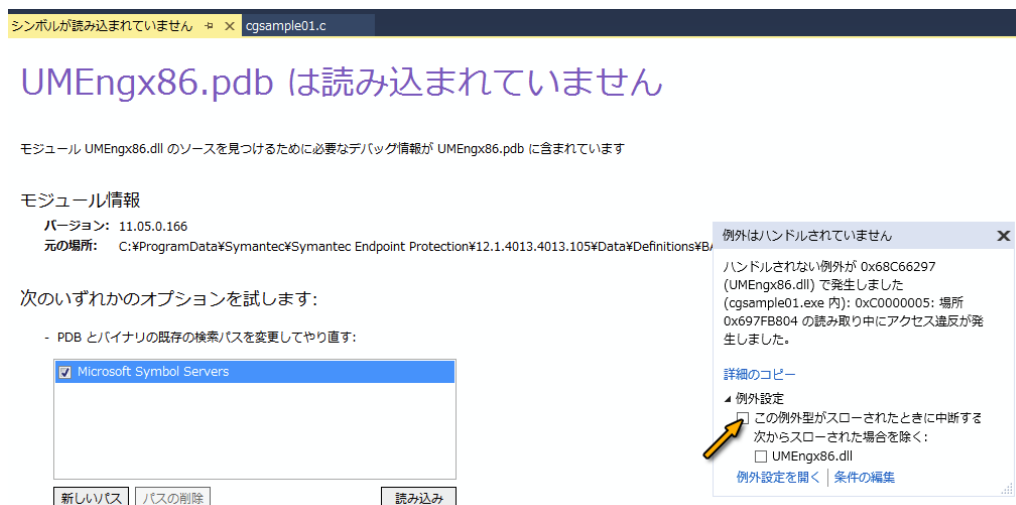 シンボルが読み込まれていません
cgsample01.c
UMEngx86.pdb は読み込まれていません
モジュール UMEngx86.dll のソースを見つけるために必要なデバッグ情報が UMEngx86.pdb に含まれています
モジュール情報
バージョン: 11.05.0.166
元の場所: C:¥ProgramData¥Symantec¥Symantec Endpoint Protection¥12.1.4013.4013.105¥Data¥Definitions¥BA
次のいずれかのオプションを試します:
- PDB とバイナリの既存の検索パスを変更してやり直す:
Microsoft Symbol Servers
新しいパス パスの削除 読み込み
例外はハンドルされていません
ハンドルされない例外が 0x68C66297
(UMEngx86.dll) で発生しました
(cgsample01.exe 内): 0xC0000005: 場所
0x697FB804 の読み取り中にアクセス違反が発
生しました。
詳細のコピー
例外設定
この例外型がスローされたときに中断する
次からスローされた場合を除く:
UMEngx86.dll
例外設定を開く | 条件の編集